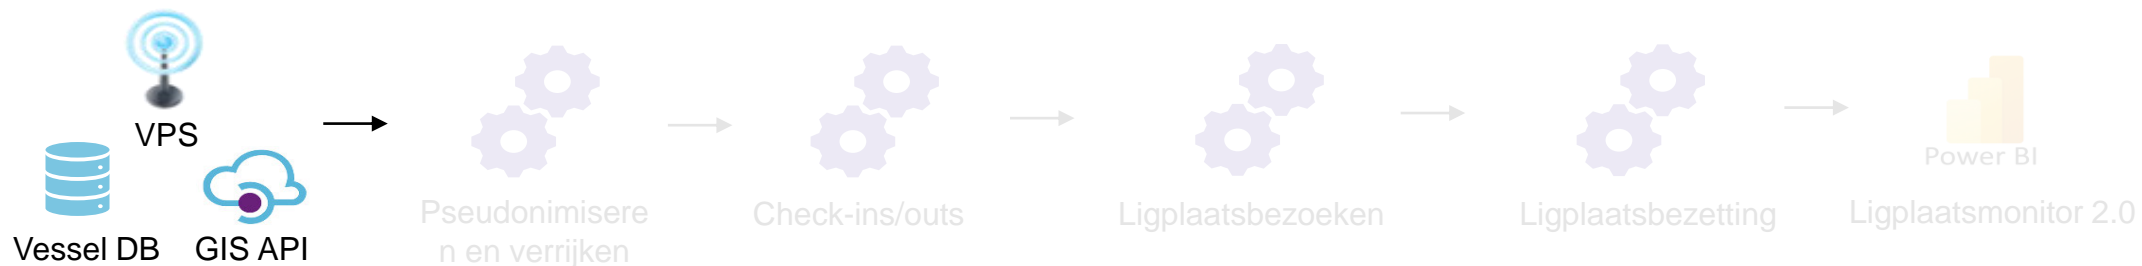 VPS
Vessel DB
GIS API
Pseudonimisere
n en verrijken
Check-ins/outs
Ligplaatsbezoeken
Ligplaatsbezetting
Power BI
Ligplaatsmonitor 2.0